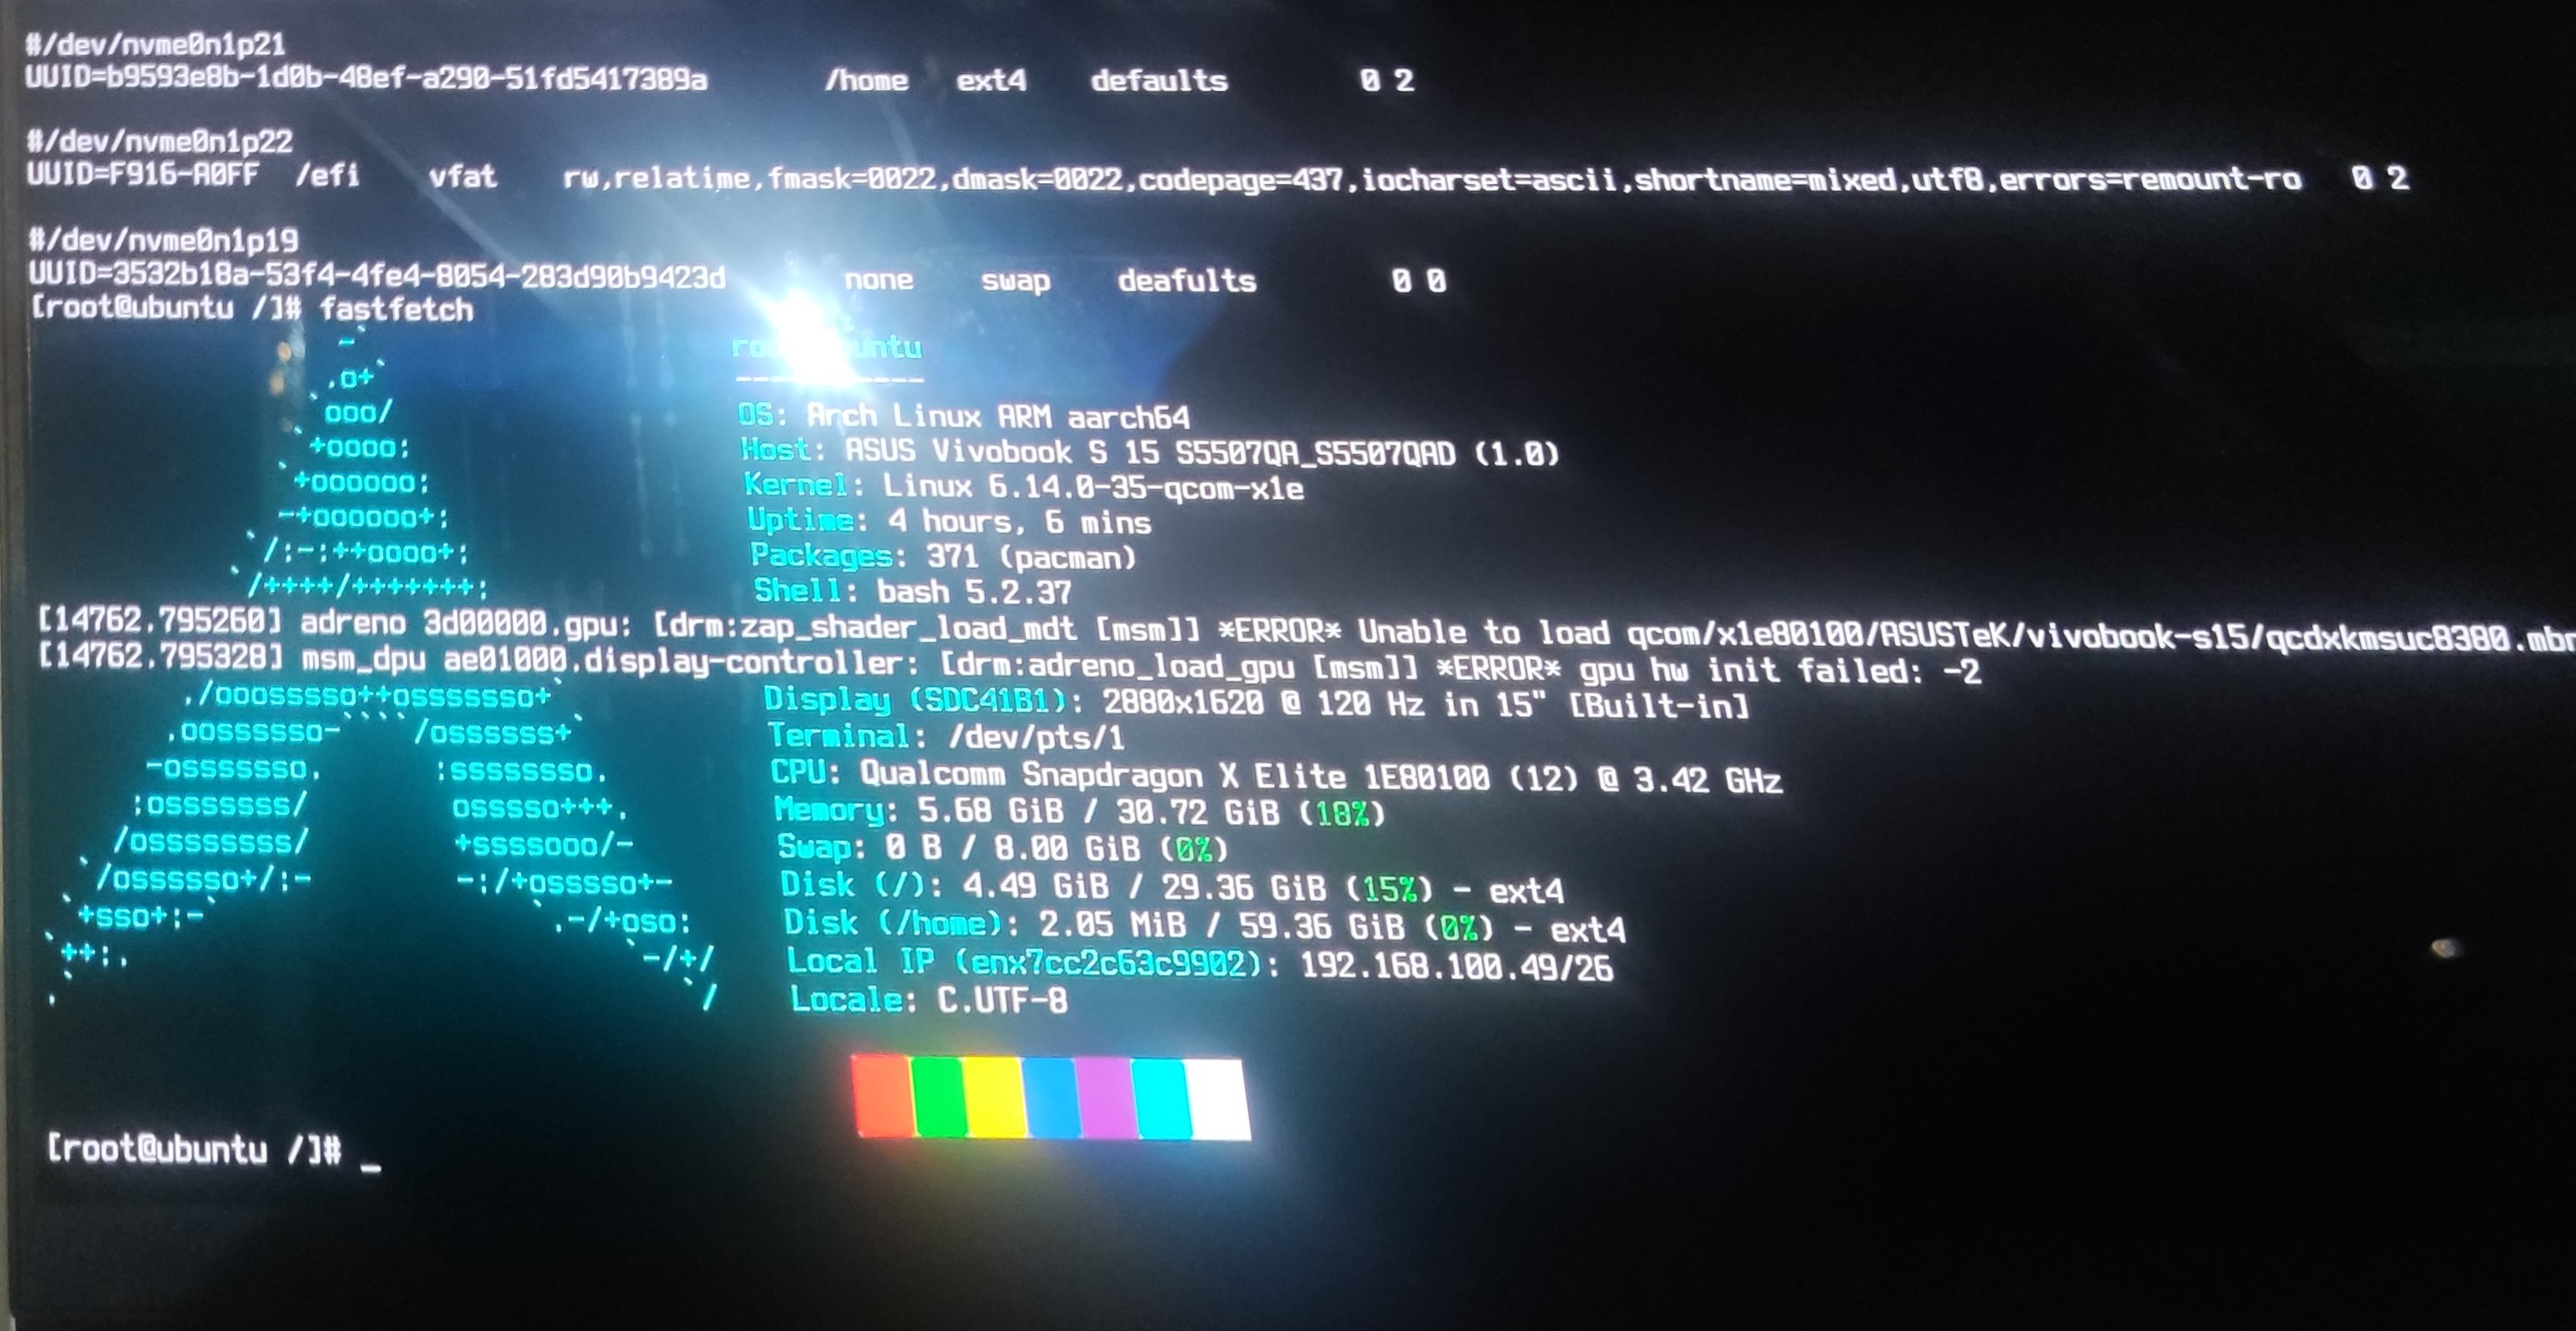 #/dev/nvme0n1p21
UUID=b9593e8b-1d0b-48ef-a290-51fd5417389a /home ext4 defaults 0 2
#/dev/nvme0n1p22
UUID=F916-A0FF /efi vfat rw,relatime,fmask=0022,dmask=0022,codepage=437,iocharset=ascii,shortname=mixed,utf8,errors=remount-ro 0 2
#/dev/nvme0n1p19
UUID=3532b18a-53f4-4fe4-8054-283d90b9423d none swap deafults 0 0
[root@ubuntu /]# fastfetch
OS: Arch Linux ARM aarch64
Host: ASUS Vivobook S 15 S5507QA_S5507QAD (1.0)
Kernel: Linux 6.14.0-35-qcom-x1e
Uptime: 4 hours, 6 mins
Packages: 371 (pacman)
Shell: bash 5.2.37
[14762.795260] adreno 3d00000.gpu: [drm:zap_shader_load_mdt [msm]] *ERROR* Unable to load qcom/x1e80100/ASUSTeK/vivobook-s15/qcdxkmsuc8380.mbn
[14762.795328] msm_dpu ae01000.display-controller: [drm:adreno_load_gpu [msm]] *ERROR* gpu hw init failed: -2
Display (SDC41B1): 2880x1620 @ 120 Hz in 15" [Built-in]
Terminal: /dev/pts/1
CPU: Qualcomm Snapdragon X Elite 1E80100 (12) @ 3.42 GHz
Memory: 5.68 GiB / 30.72 GiB (18%)
Swap: 0 B / 8.00 GiB (0%)
Disk (/): 4.49 GiB / 29.36 GiB (15%) - ext4
Disk (/home): 2.05 MiB / 59.36 GiB (0%) - ext4
Local IP (enx7cc2c63c9902): 192.168.100.49/26
Locale: C.UTF-8
[root@ubuntu /]# _